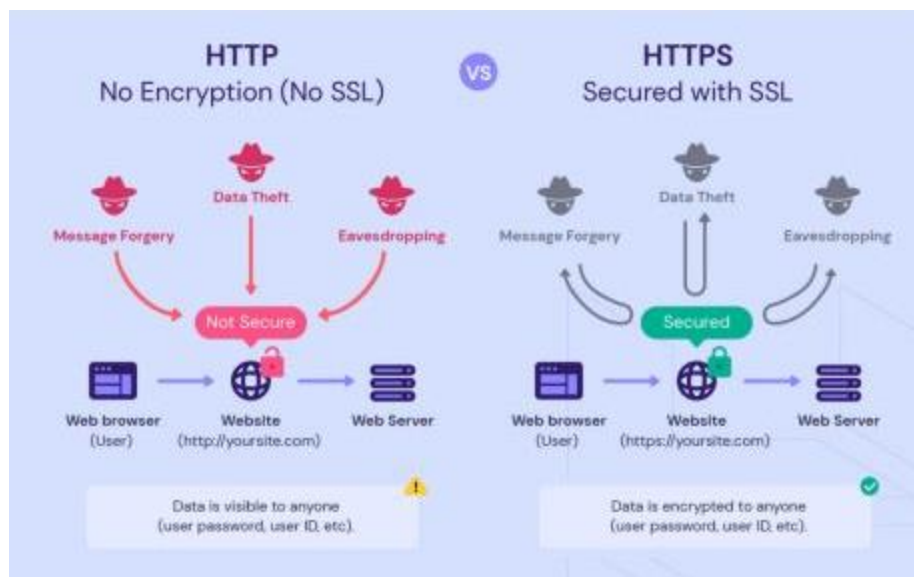 HTTP
No Encryption (No SSL)
VS
HTTPS
Secured with SSL
Data Theft
Message Forgery
Eavesdropping
Not Secure
Web browser
(User)
Website
(http://yoursite.com)
Web Server
Data is visible to anyone
(user password, user ID, etc).
Data Theft
Message Forgery
Eavesdropping
Secured
Web browser
(User)
Website
(https://yoursite.com)
Web Server
Data is encrypted to anyone
(user password, user ID, etc).